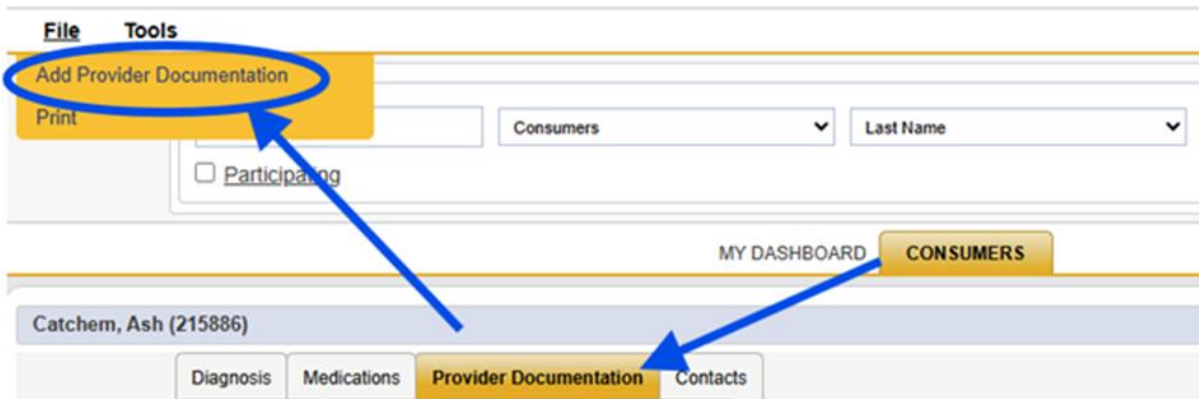 File Tools
Add Provider Documentation
Print
Consumers Last Name
Participating
MY DASHBOARD CONSUMERS
Catchem, Ash (215886)
Diagnosis Medications Provider Documentation Contacts